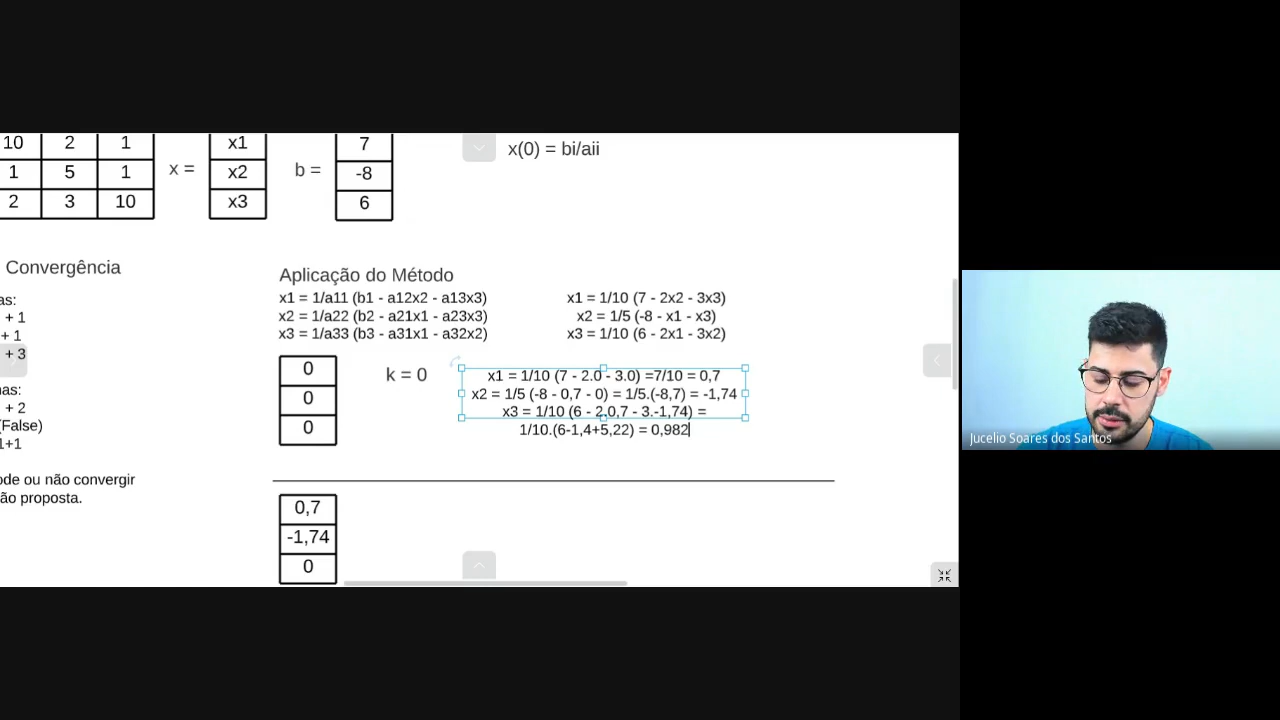 10 2 1
1 5 1
2 3 10
x =
x1
x2
x3
b =
7
-8
6
x(0) = bi/aii
Convergência
as:
+ 1
+ 1
+ 3
nas:
+ 2
(False)
1+1
ode ou não convergir
ão proposta.
Aplicação do Método
x1 = 1/a11 (b1 - a12x2 - a13x3)
x2 = 1/a22 (b2 - a21x1 - a23x3)
x3 = 1/a33 (b3 - a31x1 - a32x2)
x1 = 1/10 (7 - 2x2 - 3x3)
x2 = 1/5 (-8 - x1 - x3)
x3 = 1/10 (6 - 2x1 - 3x2)
0
0
0
k = 0
x1 = 1/10 (7 - 2.0 - 3.0) =7/10 = 0,7
x2 = 1/5 (-8 - 0,7 - 0) = 1/5.(-8,7) = -1,74
x3 = 1/10 (6 - 2.0,7 - 3.-1,74) =
1/10.(6-1,4+5,22) = 0,982
0,7
-1,74
0
Jucelio Soares dos Santos